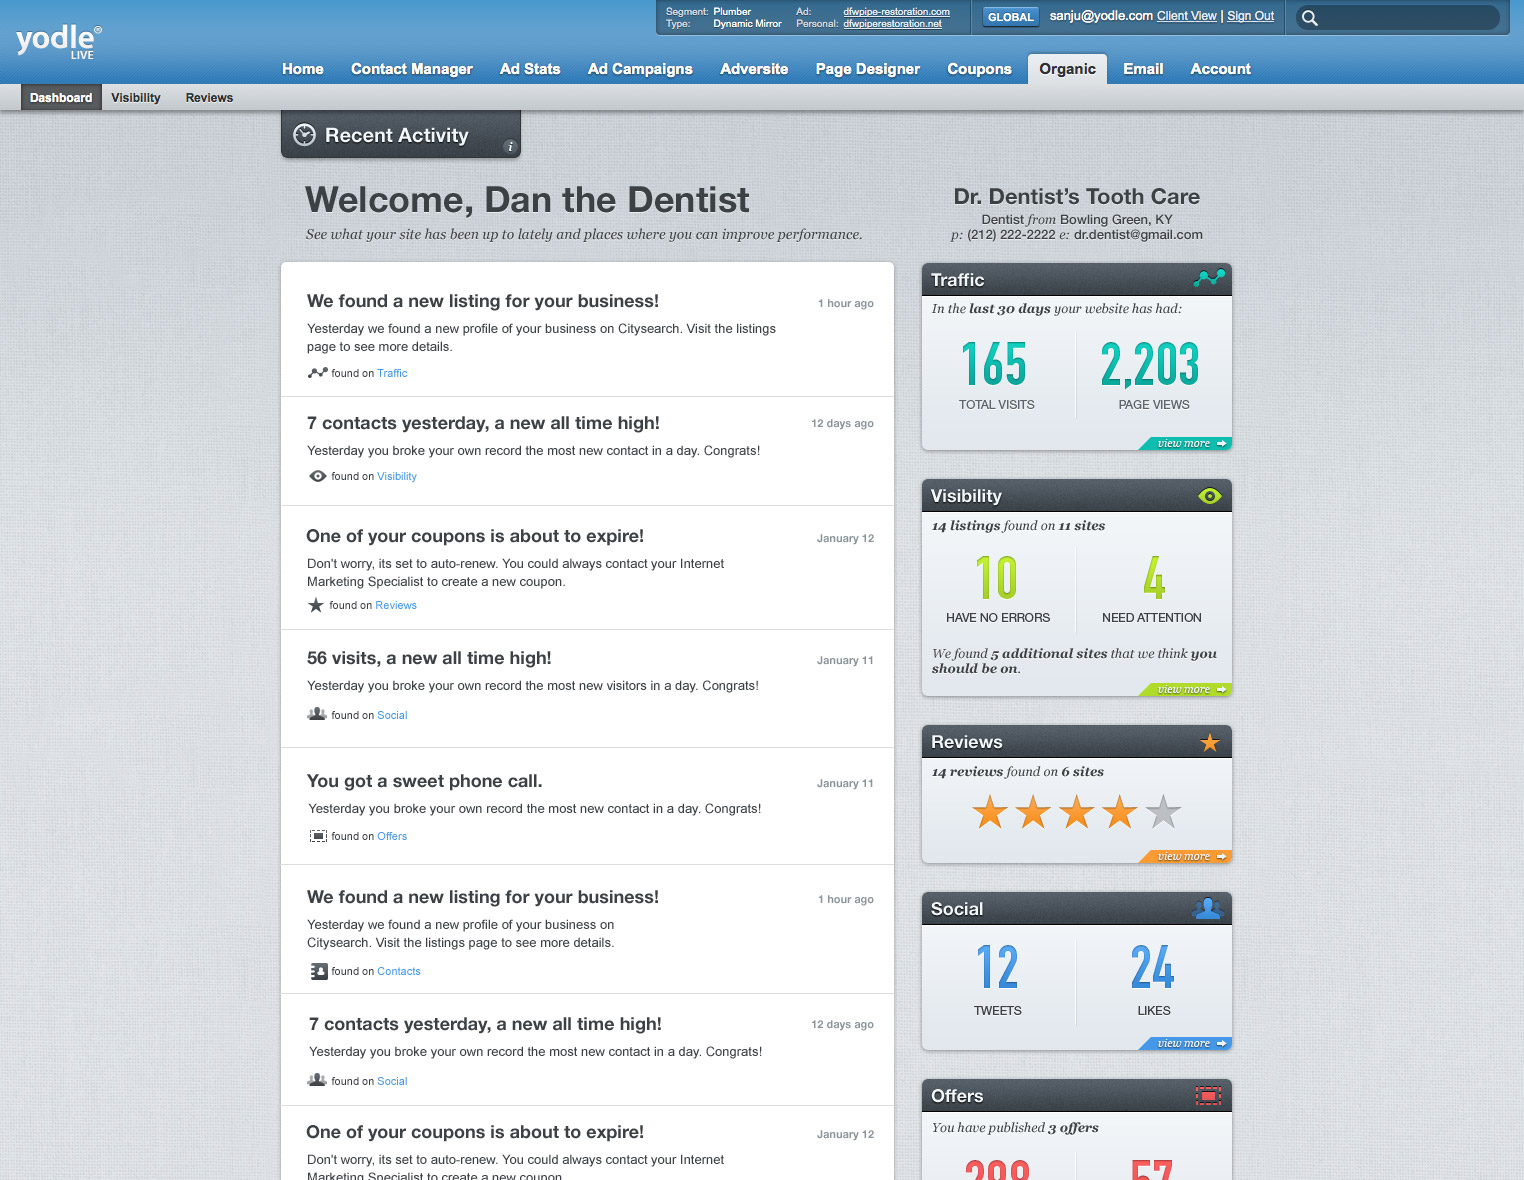 yodle®
LIVE
Segment: Plumber Ad: dfwpipe-restoration.com
Type: Dynamic Mirror Personal: dfwpiperestoration.net
GLOBAL sanju@yodle.com Client View | Sign Out
Home Contact Manager Ad Stats Ad Campaigns Adversite Page Designer Coupons Organic Email Account
Dashboard Visibility Reviews
Recent Activity i
Welcome, Dan the Dentist
See what your site has been up to lately and places where you can improve performance.
Dr. Dentist's Tooth Care
Dentist from Bowling Green, KY
p: (212) 222-2222 e: dr.dentist@gmail.com
We found a new listing for your business! 1 hour ago
Yesterday we found a new profile of your business on Citysearch. Visit the listings
page to see more details.
found on Traffic
7 contacts yesterday, a new all time high! 12 days ago
Yesterday you broke your own record the most new contact in a day. Congrats!
found on Visibility
One of your coupons is about to expire! January 12
Don't worry, its set to auto-renew. You could always contact your Internet
Marketing Specialist to create a new coupon.
found on Reviews
56 visits, a new all time high! January 11
Yesterday you broke your own record the most new visitors in a day. Congrats!
found on Social
You got a sweet phone call. January 11
Yesterday you broke your own record the most new contact in a day. Congrats!
found on Offers
We found a new listing for your business! 1 hour ago
Yesterday we found a new profile of your business on
Citysearch. Visit the listings page to see more details.
found on Contacts
7 contacts yesterday, a new all time high! 12 days ago
Yesterday you broke your own record the most new contact in a day. Congrats!
found on Social
One of your coupons is about to expire! January 12
Don't worry, its set to auto-renew. You could always contact your Internet
Marketing Specialist to create a new coupon.
Traffic
In the last 30 days your website has had:
165 2,203
TOTAL VISITS PAGE VIEWS
view more
Visibility
14 listings found on 11 sites
10 4
HAVE NO ERRORS NEED ATTENTION
We found 5 additional sites that we think you
should be on.
view more
Reviews
14 reviews found on 6 sites
view more
Social
12 24
TWEETS LIKES
view more
Offers
You have published 3 offers
57